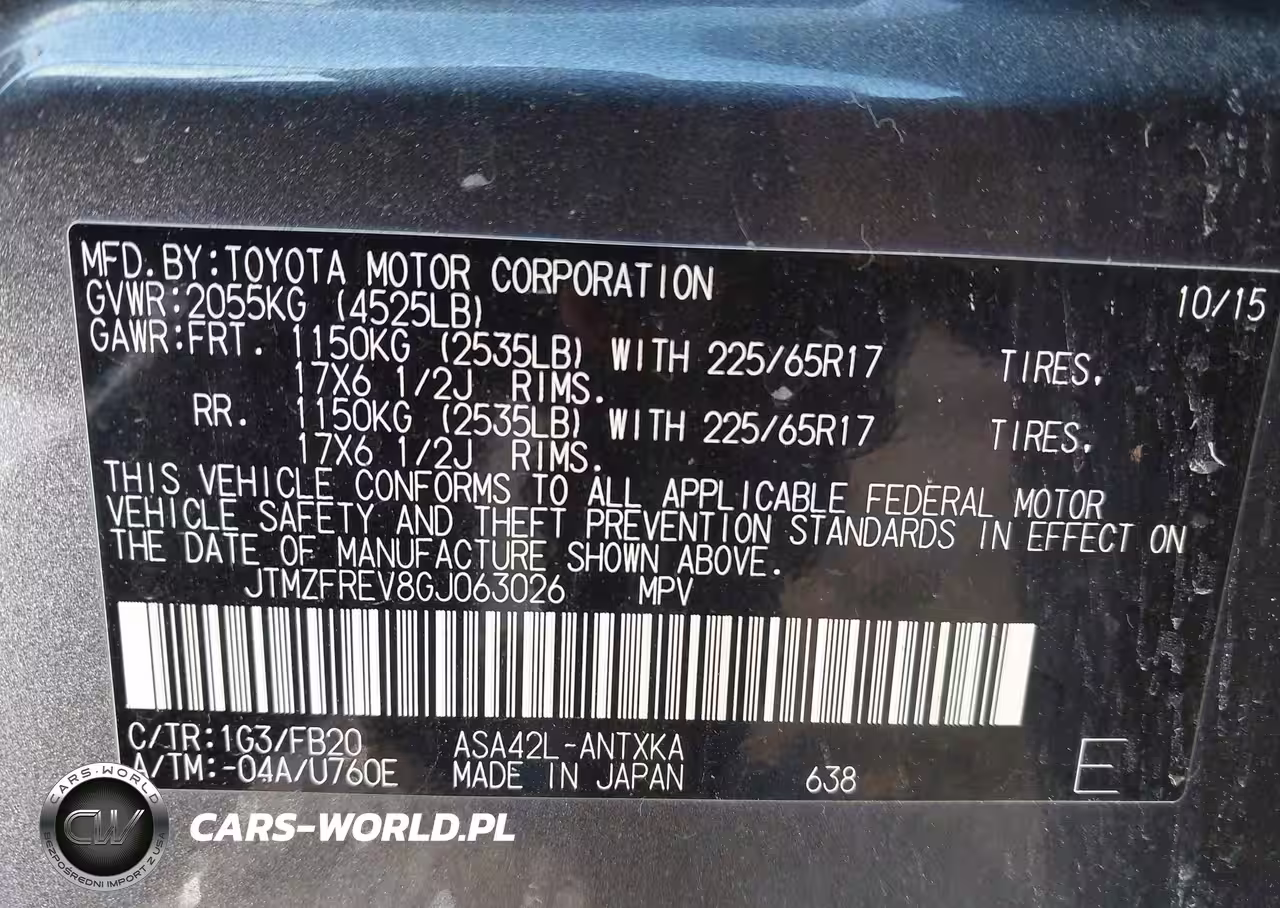 MFD.BY:TOYOTA MOTOR CORPORATION 10/15
GVWR:2055KG (4525LB)
GAWR:FRT. 1150KG (2535LB) WITH 225/65R17 TIRES.
17X6 1/2J RIMS.
RR. 1150KG (2535LB) WITH 225/65R17 TIRES.
17X6 1/2J RIMS.
THIS VEHICLE CONFORMS TO ALL APPLICABLE FEDERAL MOTOR
VEHICLE SAFETY AND THEFT PREVENTION STANDARDS IN EFFECT ON
THE DATE OF MANUFACTURE SHOWN ABOVE.
JTMZFREV8GJ063026 MPV
C/TR:1G3/FB20 ASA42L-ANTXKA
A/TM:-04A/U760E MADE IN JAPAN 638 E
CARS-WORLD
CW
BEZPOŚREDNI IMPORT Z USA
CARS-WORLD.PL